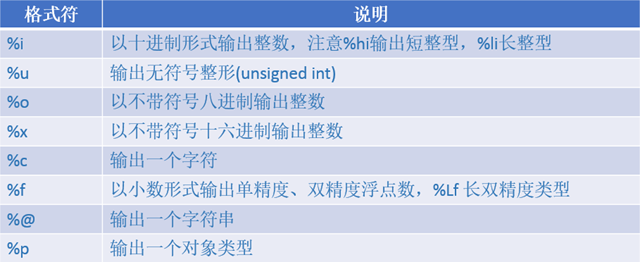 格式符 说明
%i 以十进制形式输出整数，注意%hi输出短整型，%li长整型
%u 输出无符号整形(unsigned int)
%o 以不带符号八进制输出整数
%x 以不带符号十六进制输出整数
%c 输出一个字符
%f 以小数形式输出单精度、双精度浮点数，%Lf 长双精度类型
%@ 输出一个字符串
%p 输出一个对象类型